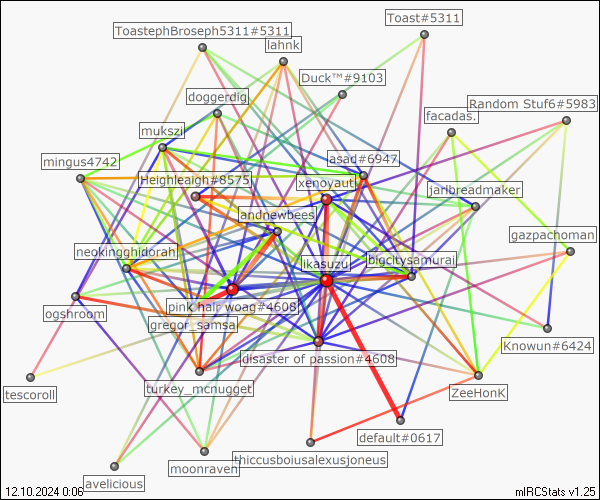 ToastephBroseph5311#5311
Toast#5311
lahnk
Duck™#9103
doggerdig.
Random Stuf6#5983
facadas.
mukszi
mingus4742
asad#6947
Heighleaigh#8575
xenoyaut
jaribreadmaker
andnewbees
gazpachoman
neokingghidorah
likasuzu
bigcitysamurai
pink hair woag#4608
ogshroom
gregor_samsa
Knowun#6424
disaster of passion#4608
tescoroll
turkey_mcnugget
ZeeHonK
default#0617
thiccusboiusalexusjoneus
moonraven
avelicious
12.10.2024 0:06
mIRCStats v1.25